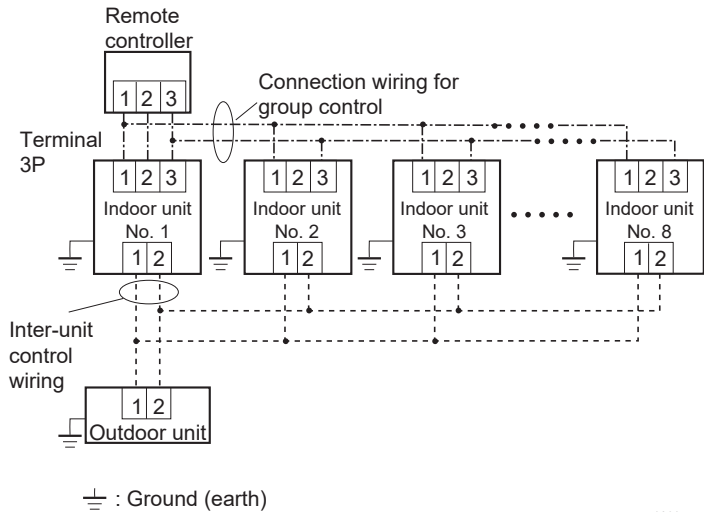 Remote
controller
1 2 3
Connection wiring for
group control
Terminal
3P
1 2 3
Indoor unit
No. 1
1 2
1 2 3
Indoor unit
No. 2
1 2
1 2 3
Indoor unit
No. 3
1 2
1 2 3
Indoor unit
No. 8
1 2
Inter-unit
control
wiring
1 2
Outdoor unit
: Ground (earth)